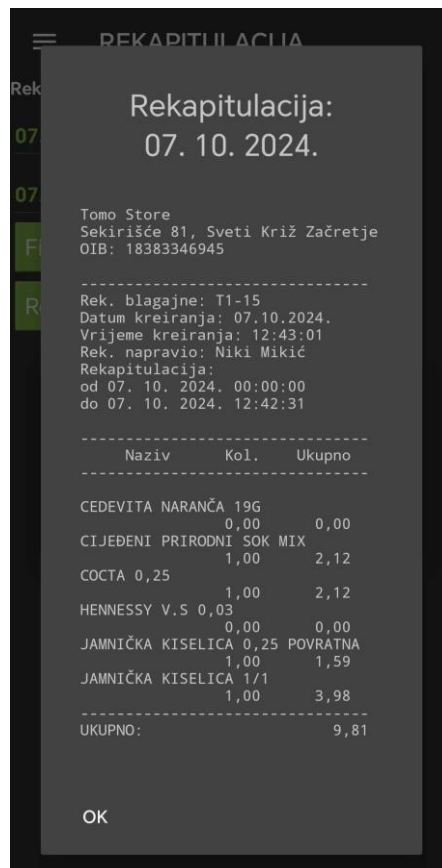 REKAPITULACIJA
Rek
07.
07.
Fi
R
Rekapitulacija:
07. 10. 2024.
Tomo Store
Sekirišće 81, Sveti Križ Začretje
OIB: 18383346945
--------------------------------
Rek. blagajne: T1-15
Datum kreiranja: 07.10.2024.
Vrijeme kreiranja: 12:43:01
Rek. napravio: Niki Mikić
Rekapitulacija:
od 07. 10. 2024. 00:00:00
do 07. 10. 2024. 12:42:31
--------------------------------
Naziv Kol. Ukupno
--------------------------------
CEDEVITA NARANČA 19G
0,00 0,00
CIJEĐENI PRIRODNI SOK MIX
1,00 2,12
COCTA 0,25
1,00 2,12
HENNESSY V.S 0,03
0,00 0,00
JAMNIČKA KISELICA 0,25 POVRATNA
1,00 1,59
JAMNIČKA KISELICA 1/1
1,00 3,98
--------------------------------
UKUPNO: 9,81
OK